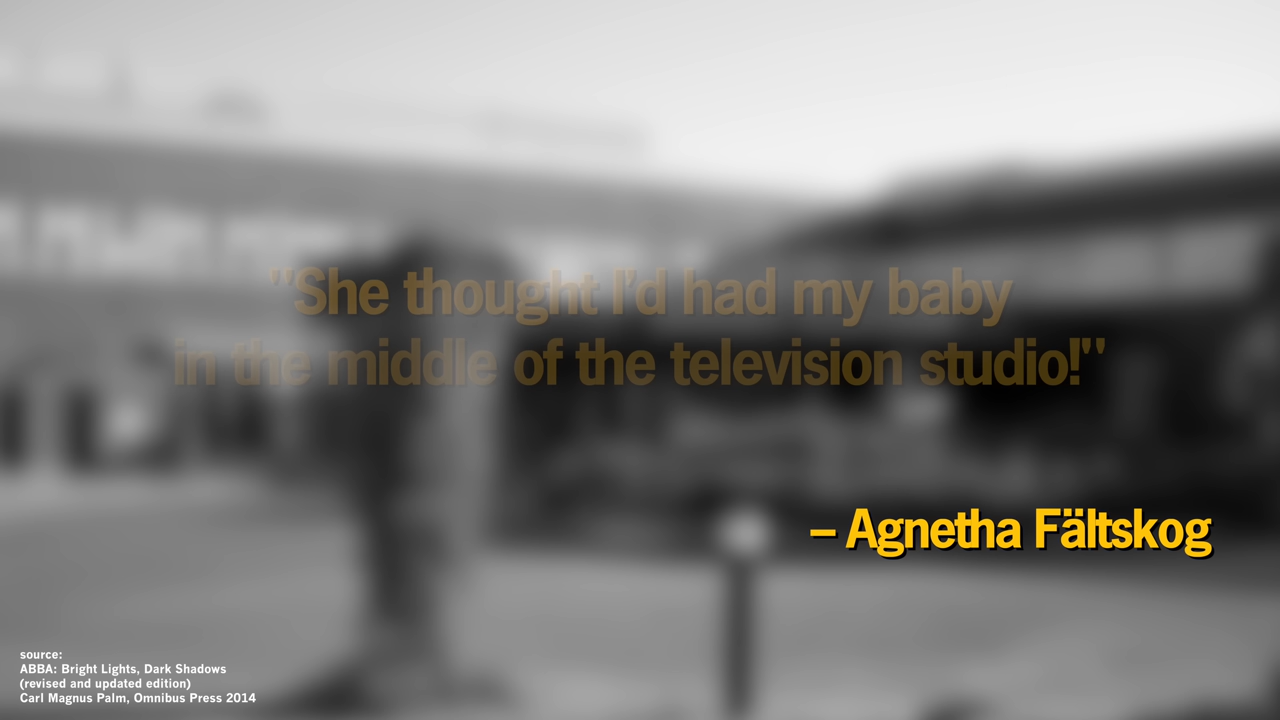 "She thought I'd had my baby
in the middle of the television studio!"
– Agnetha Fältskog
source:
ABBA: Bright Lights, Dark Shadows
(revised and updated edition)
Carl Magnus Palm, Omnibus Press 2014